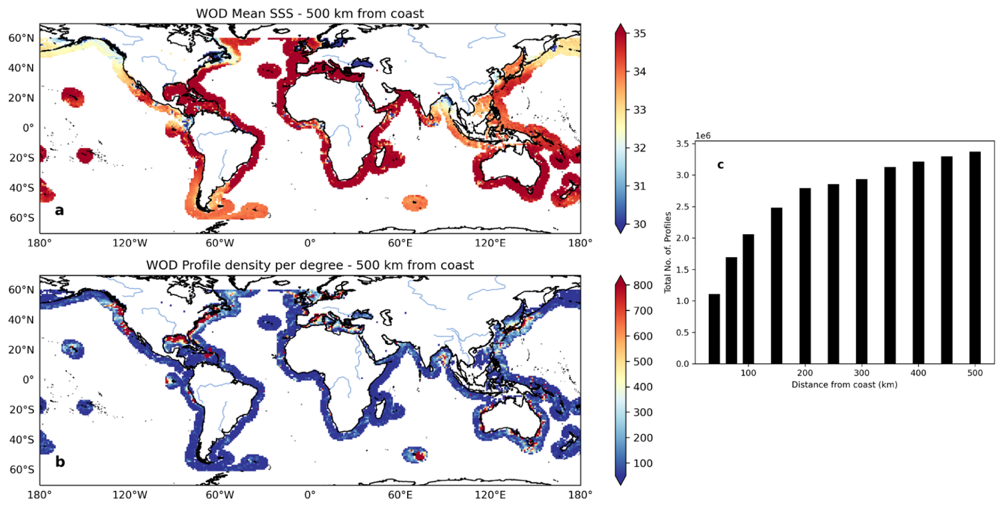 WOD Mean SSS - 500 km from coast
60°N
40°N
20°N
0°
20°S
40°S
60°S
a
180°
120°W
60°W
0°
60°E
120°E
180°
35
34
33
32
31
30
WOD Profile density per degree - 500 km from coast
60°N
40°N
20°N
0°
20°S
40°S
60°S
b
180°
120°W
60°W
0°
60°E
120°E
180°
800
700
600
500
400
300
200
100
1e6
c
3.5
3.0
2.5
2.0
1.5
1.0
0.5
0.0
Total No. of. Profiles
100
200
300
400
500
Distance from coast (km)